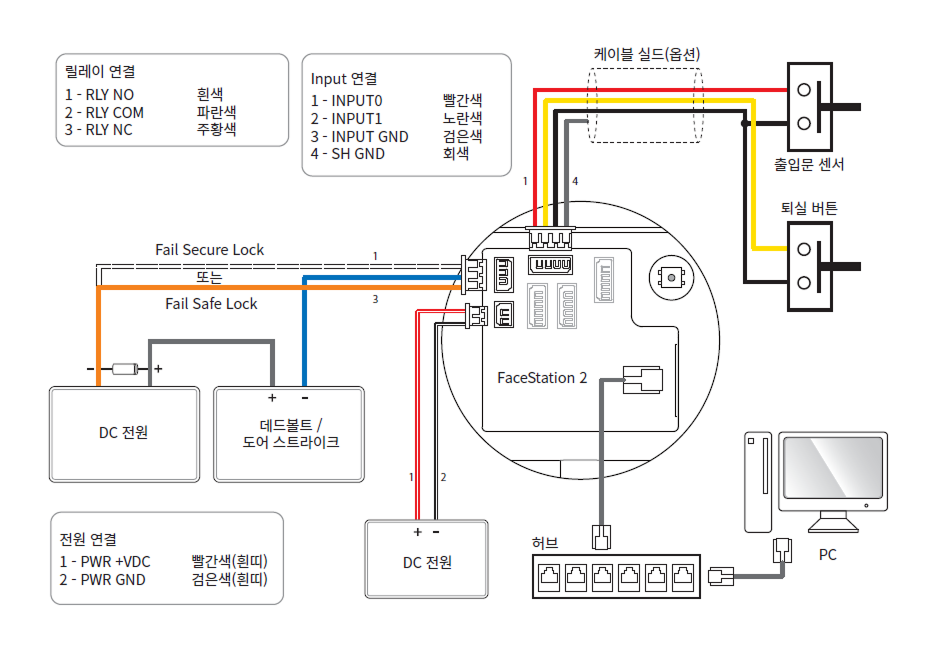 케이블 실드(옵션)
릴레이 연결
1 - RLY NO 흰색
2 - RLY COM 파란색
3 - RLY NC 주황색
Input 연결
1 - INPUT0 빨간색
2 - INPUT1 노란색
3 - INPUT GND 검은색
4 - SH GND 회색
1
4
출입문 센서
퇴실 버튼
Fail Secure Lock
1
또는
Fail Safe Lock
3
FaceStation 2
- +
+ -
DC 전원
데드볼트 /
도어 스트라이크
1
2
+ -
DC 전원
전원 연결
1 - PWR +VDC 빨간색(흰띠)
2 - PWR GND 검은색(흰띠)
허브
PC